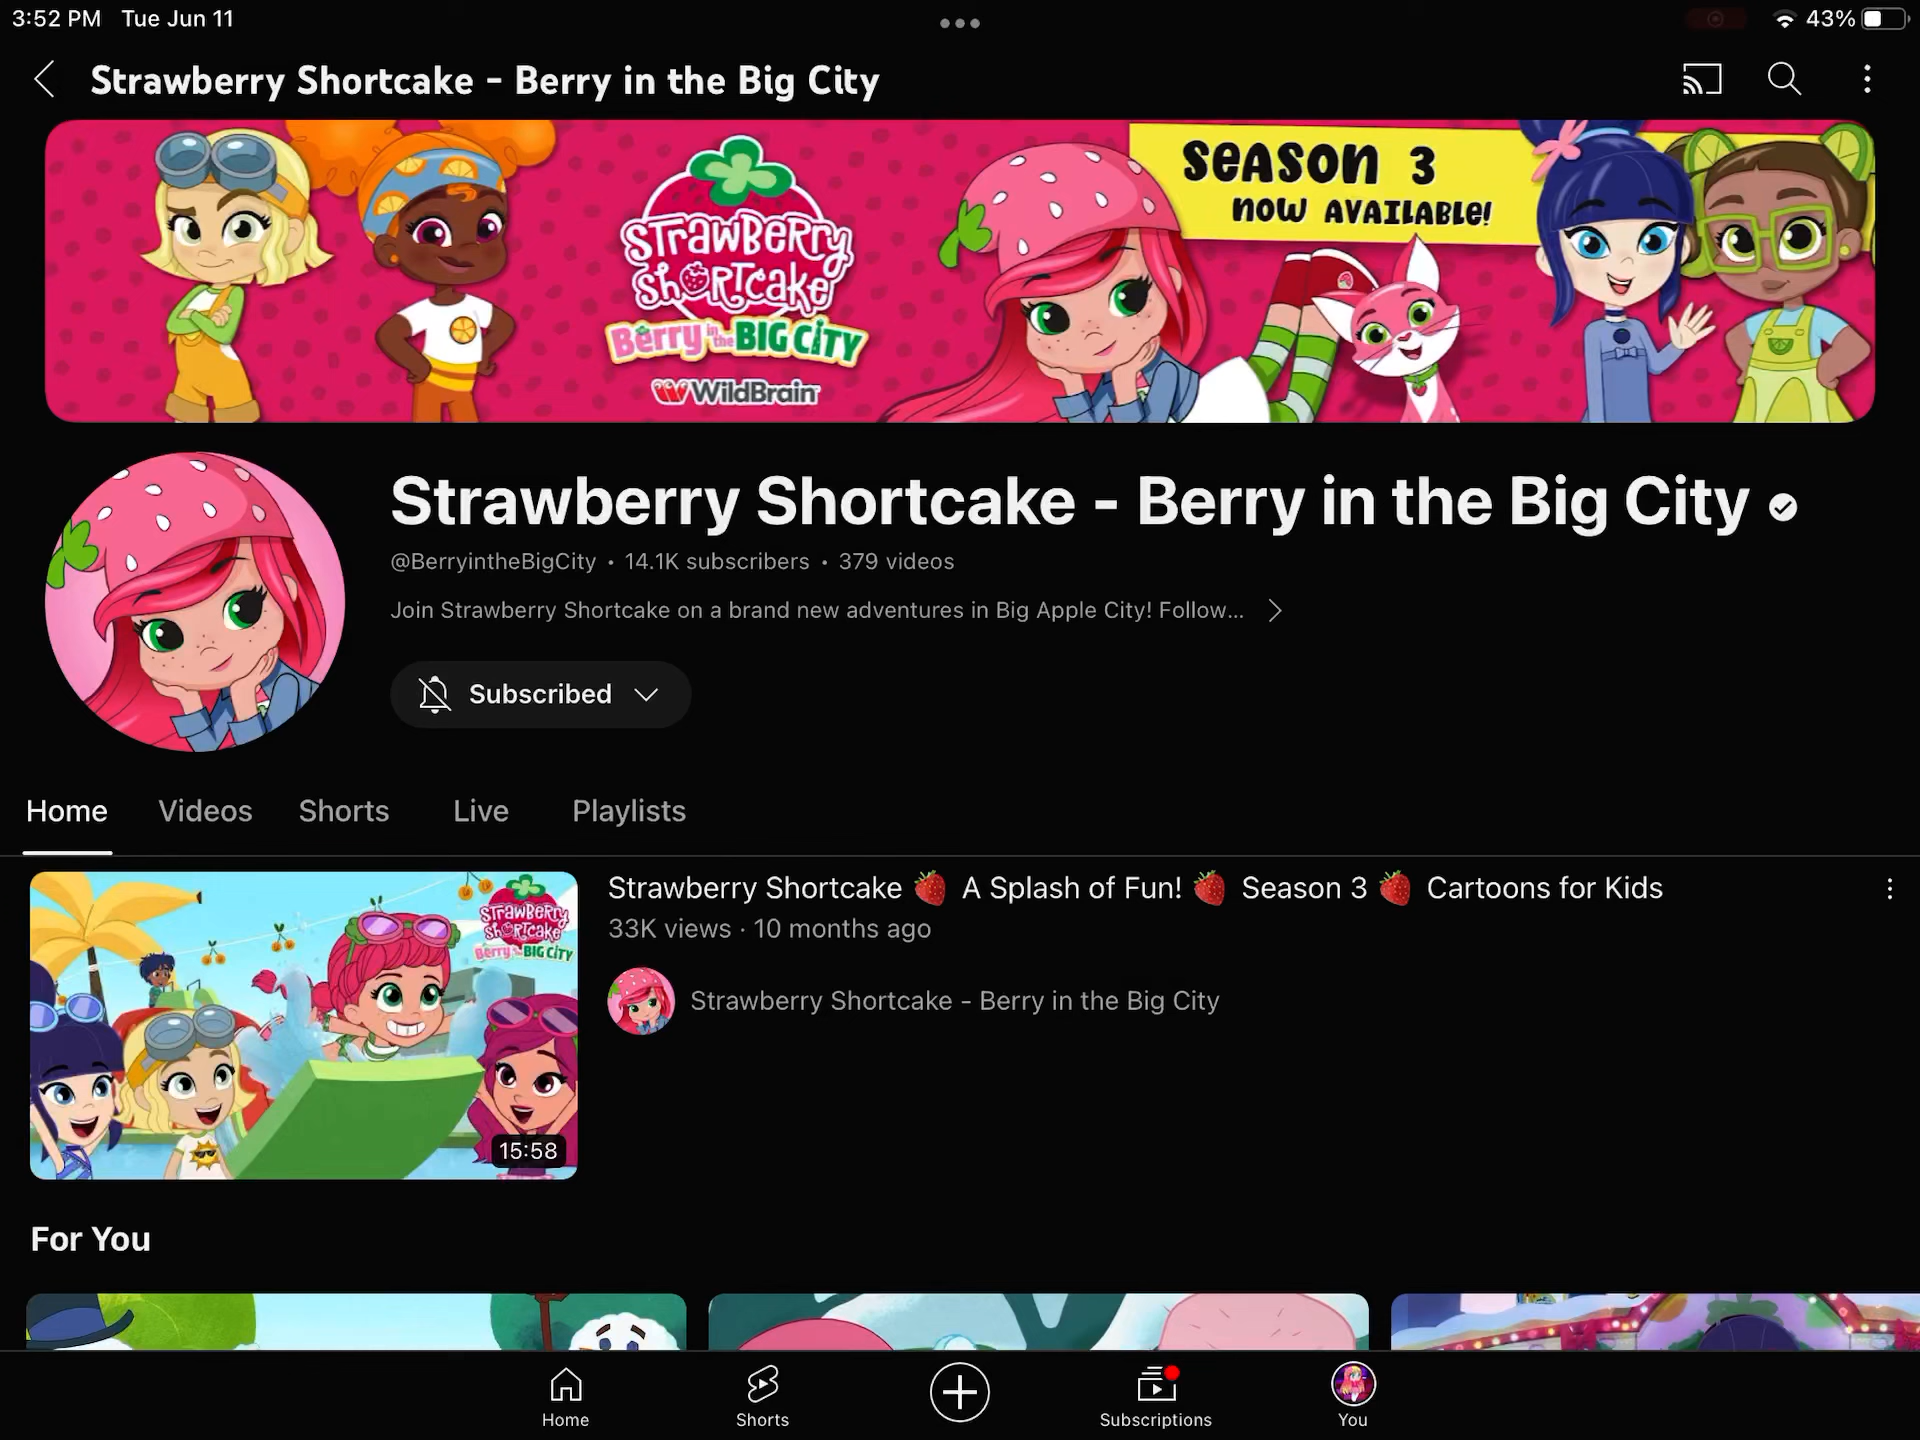 3:52 PM Tue Jun 11
43%
Strawberry Shortcake - Berry in the Big City
STRAWBERRY
SHORTCAKE
Berry in the BIG CITY
WildBrain
SEASON 3
NOW AVAILABLE!
Strawberry Shortcake - Berry in the Big City
@BerryintheBigCity • 14.1K subscribers • 379 videos
Join Strawberry Shortcake on a brand new adventures in Big Apple City! Follow...
Subscribed
Home Videos Shorts Live Playlists
STRAWBERRY
SHORTCAKE
Berry in the BIG CITY
15:58
Strawberry Shortcake 🍓 A Splash of Fun! 🍓 Season 3 🍓 Cartoons for Kids
33K views · 10 months ago
Strawberry Shortcake - Berry in the Big City
For You
Home Shorts Subscriptions You